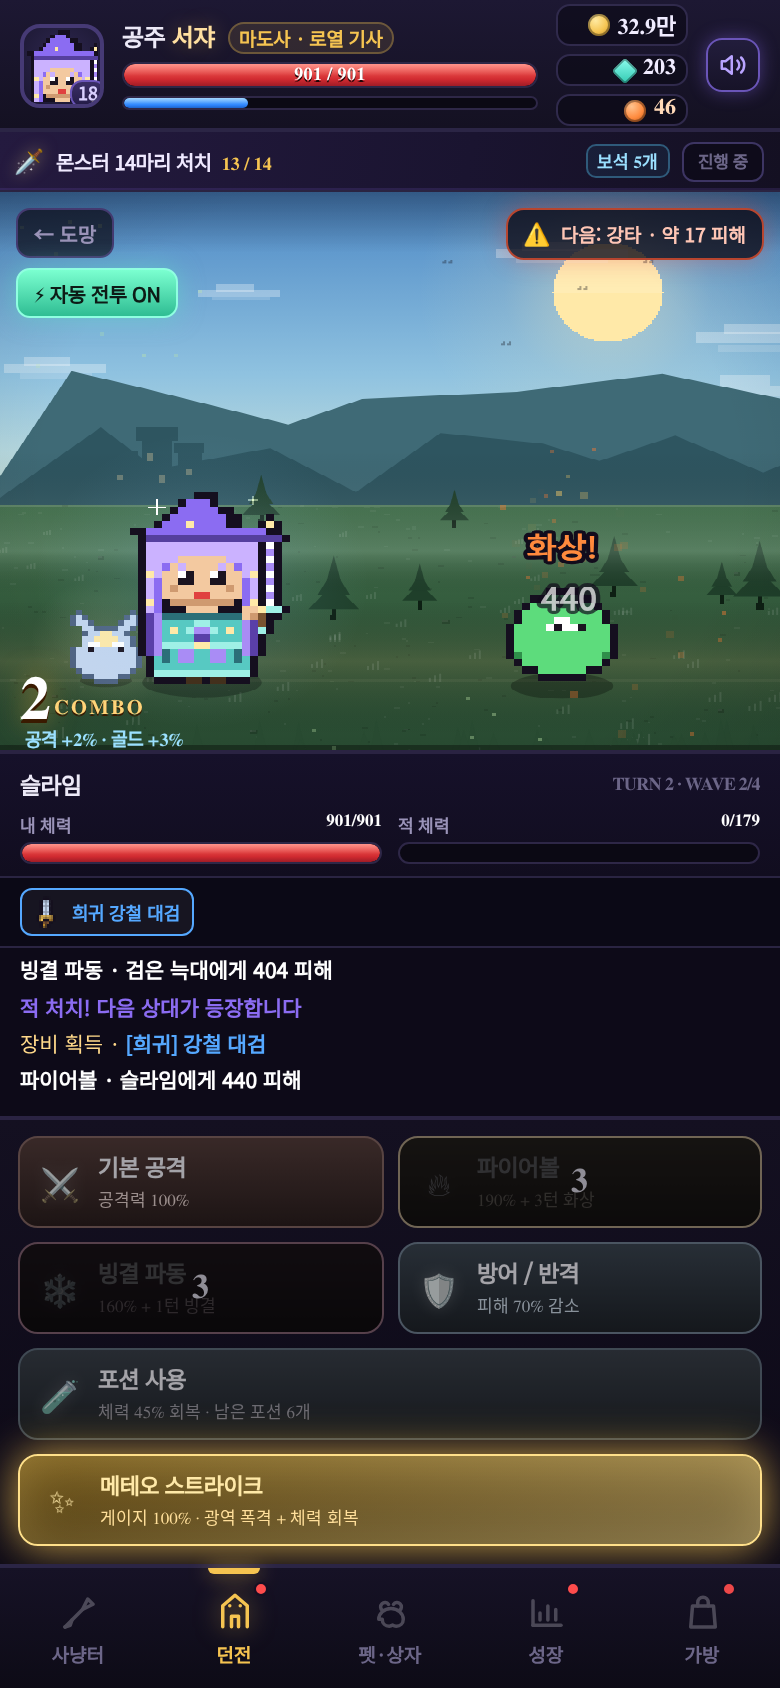 공주 서쟈 마도사 · 로열 기사
18
901 / 901
32.9만
203
46
몬스터 14마리 처치 13 / 14
보석 5개
진행 중
← 도망
다음: 강타 · 약 17 피해
⚡ 자동 전투 ON
화상!
440
2 COMBO
공격 +2% · 골드 +3%
슬라임
TURN 2 · WAVE 2/4
내 체력 901/901
적 체력 0/179
희귀 강철 대검
빙결 파동 · 검은 늑대에게 404 피해
적 처치! 다음 상대가 등장합니다
장비 획득 · [희귀] 강철 대검
파이어볼 · 슬라임에게 440 피해
기본 공격
공격력 100%
파이어볼
190% + 3턴 화상
3
빙결 파동
160% + 1턴 빙결
3
방어 / 반격
피해 70% 감소
포션 사용
체력 45% 회복 · 남은 포션 6개
메테오 스트라이크
게이지 100% · 광역 폭격 + 체력 회복
사냥터
던전
펫·상자
성장
가방